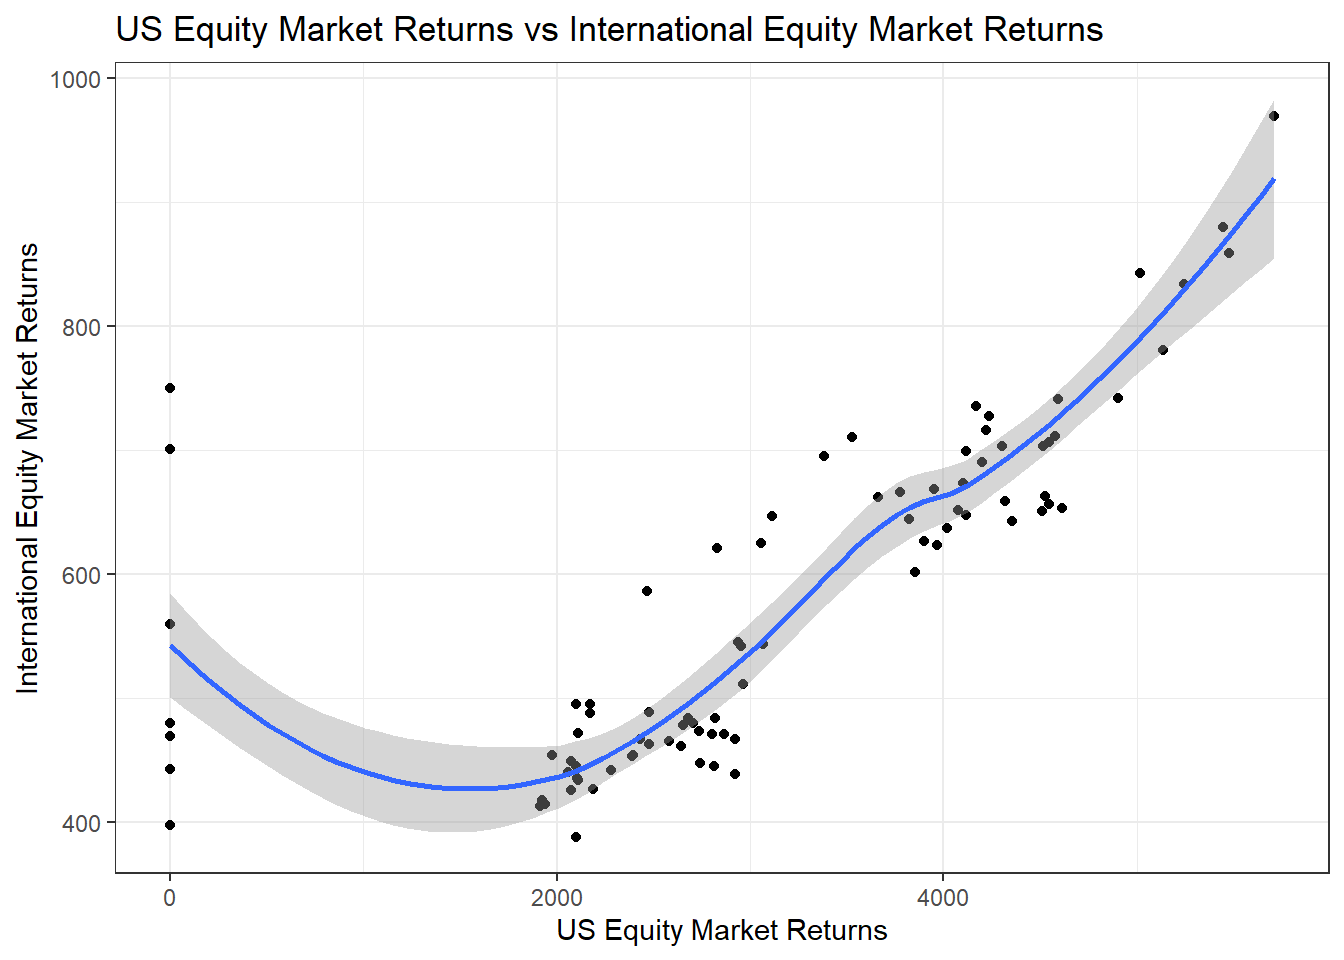 US Equity Market Returns vs International Equity Market Returns
1000
800
600
400
International Equity Market Returns
0
2000
4000
US Equity Market Returns